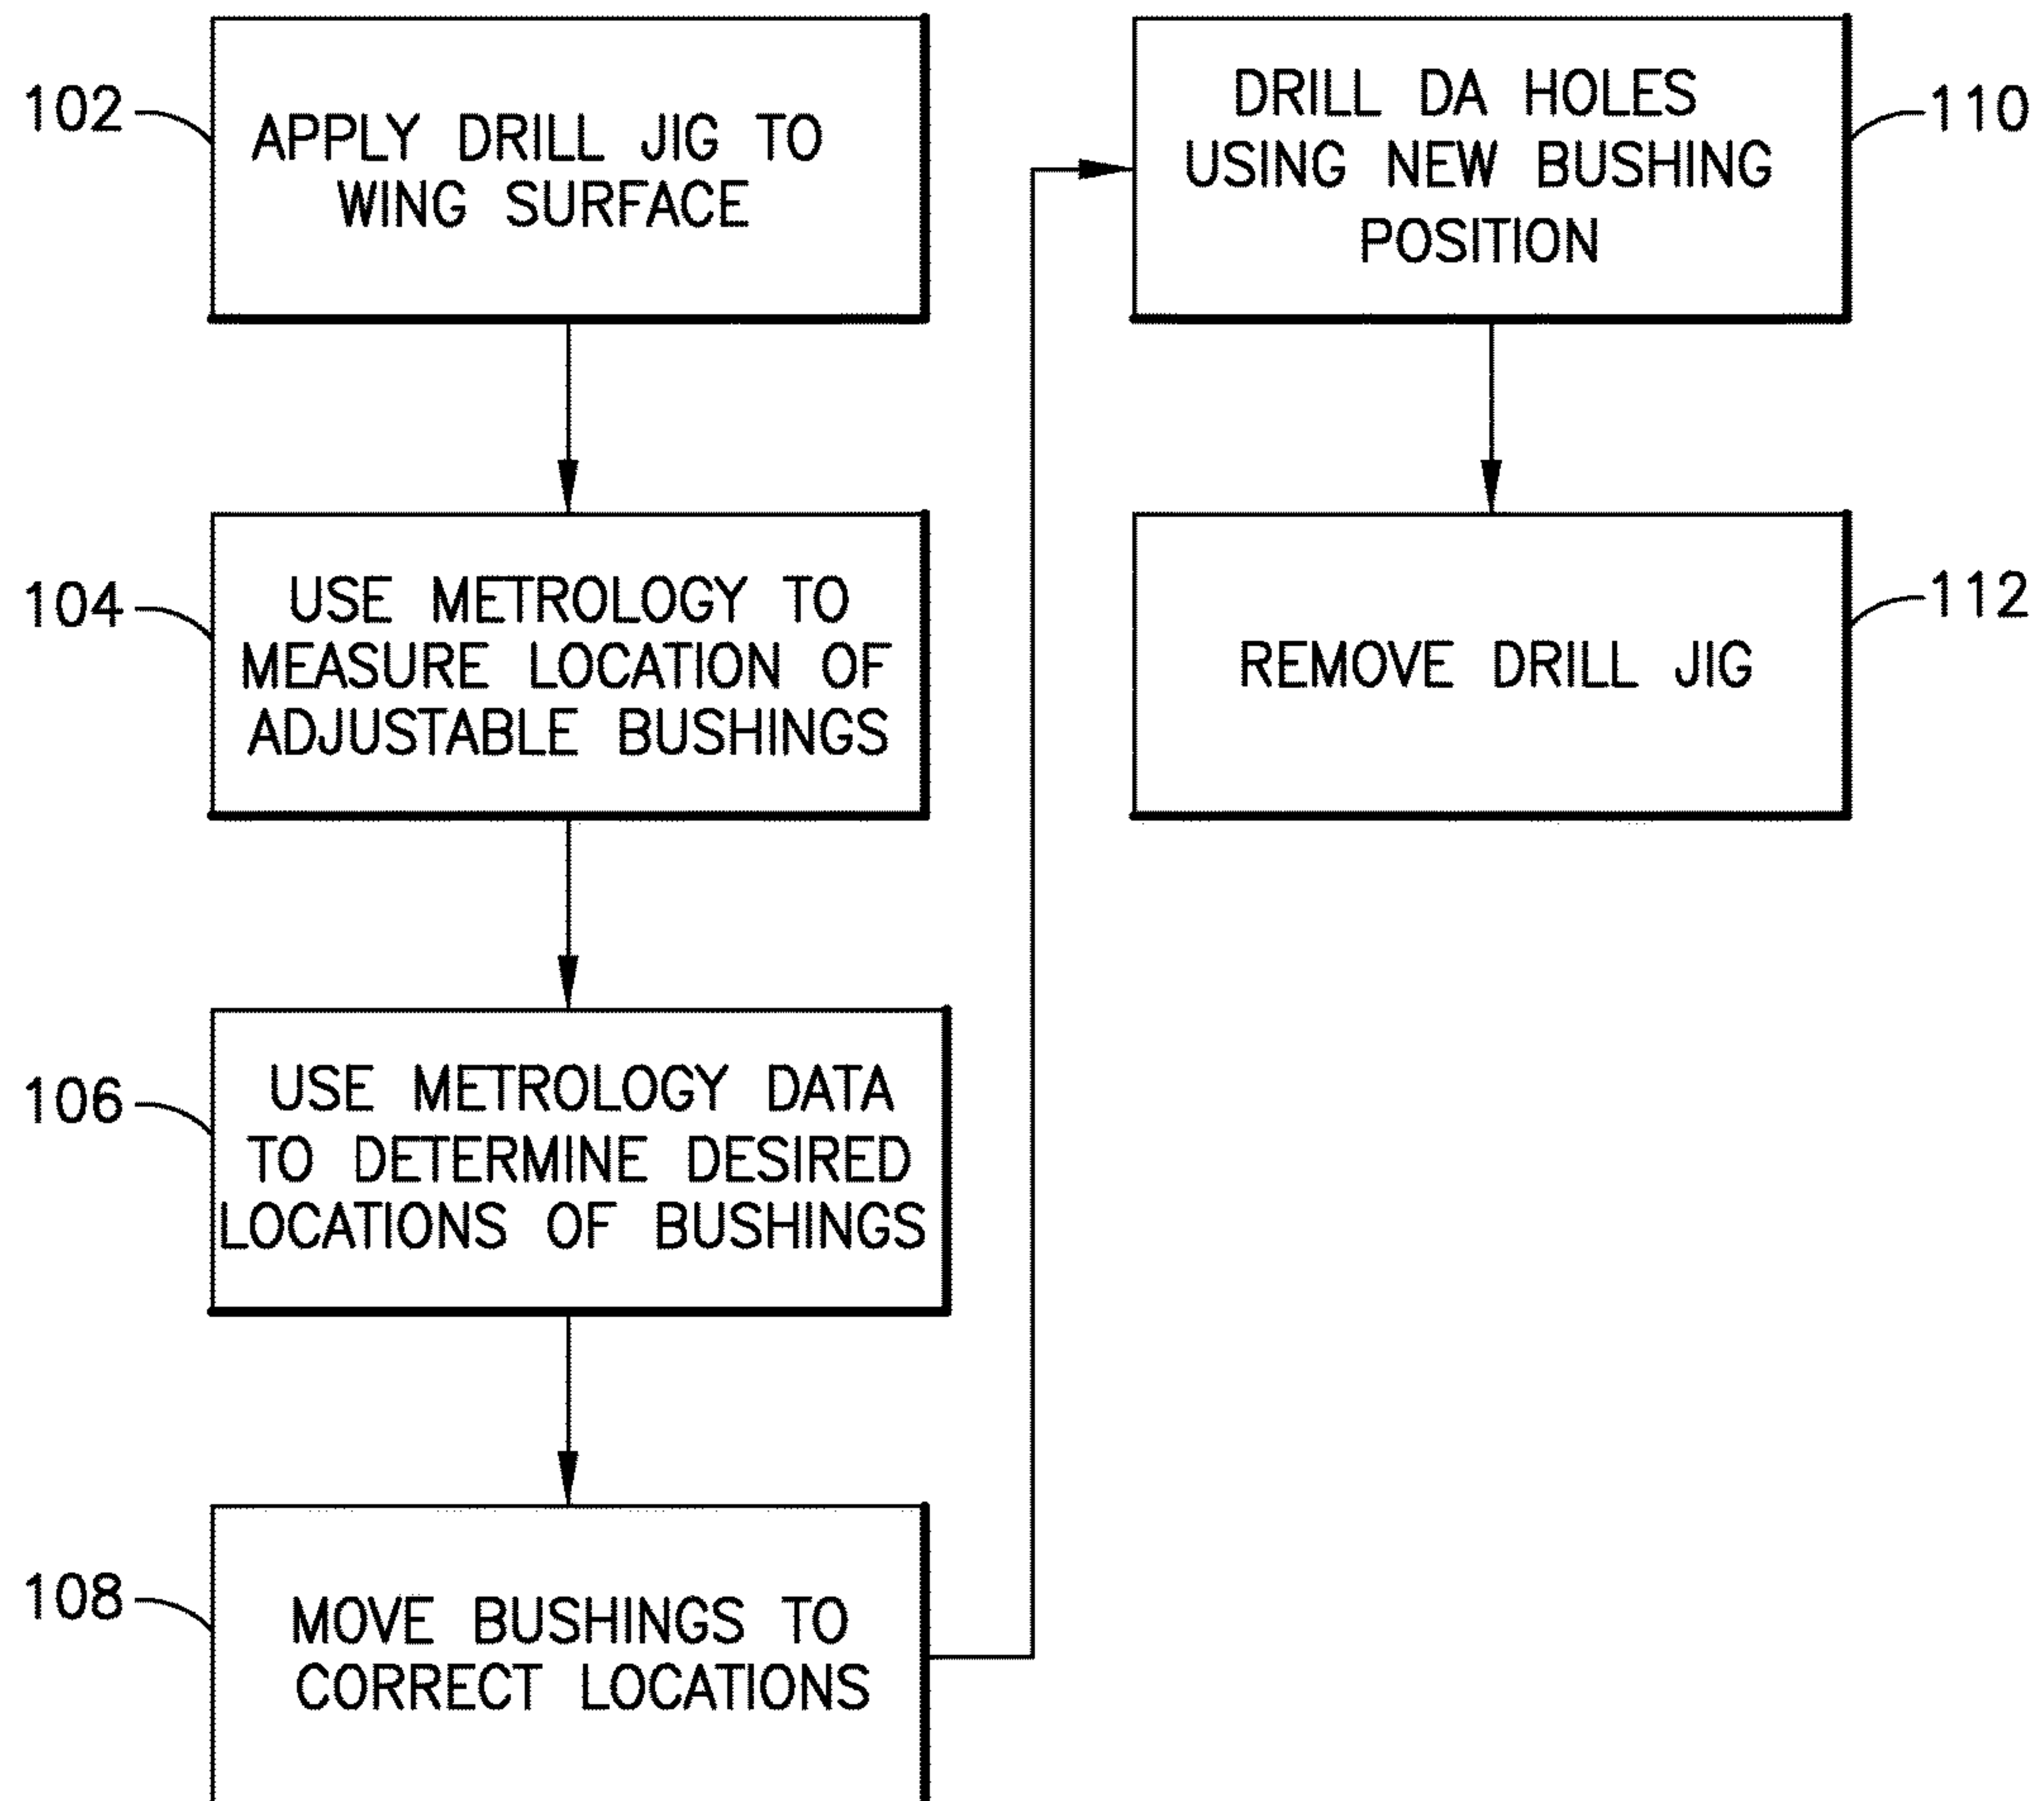 102
APPLY DRILL JIG TO
WING SURFACE
104
USE METROLOGY TO
MEASURE LOCATION OF
ADJUSTABLE BUSHINGS
106
USE METROLOGY DATA
TO DETERMINE DESIRED
LOCATIONS OF BUSHINGS
108
MOVE BUSHINGS TO
CORRECT LOCATIONS
110
DRILL DA HOLES
USING NEW BUSHING
POSITION
112
REMOVE DRILL JIG